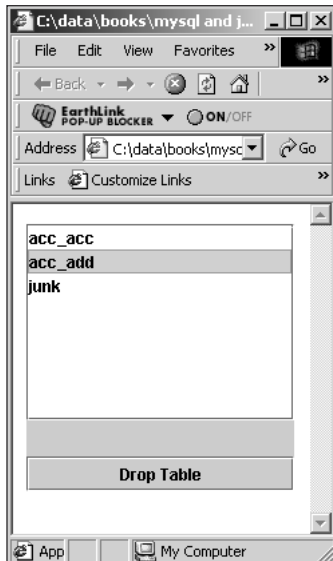 C:\data\books\mysql and j...
File Edit View Favorites »
Back »
EarthLink
POP-UP BLOCKER ON/OFF
Address C:\data\books\mysc Go
Links Customize Links »
acc_acc
acc_add
junk
Drop Table
App My Computer